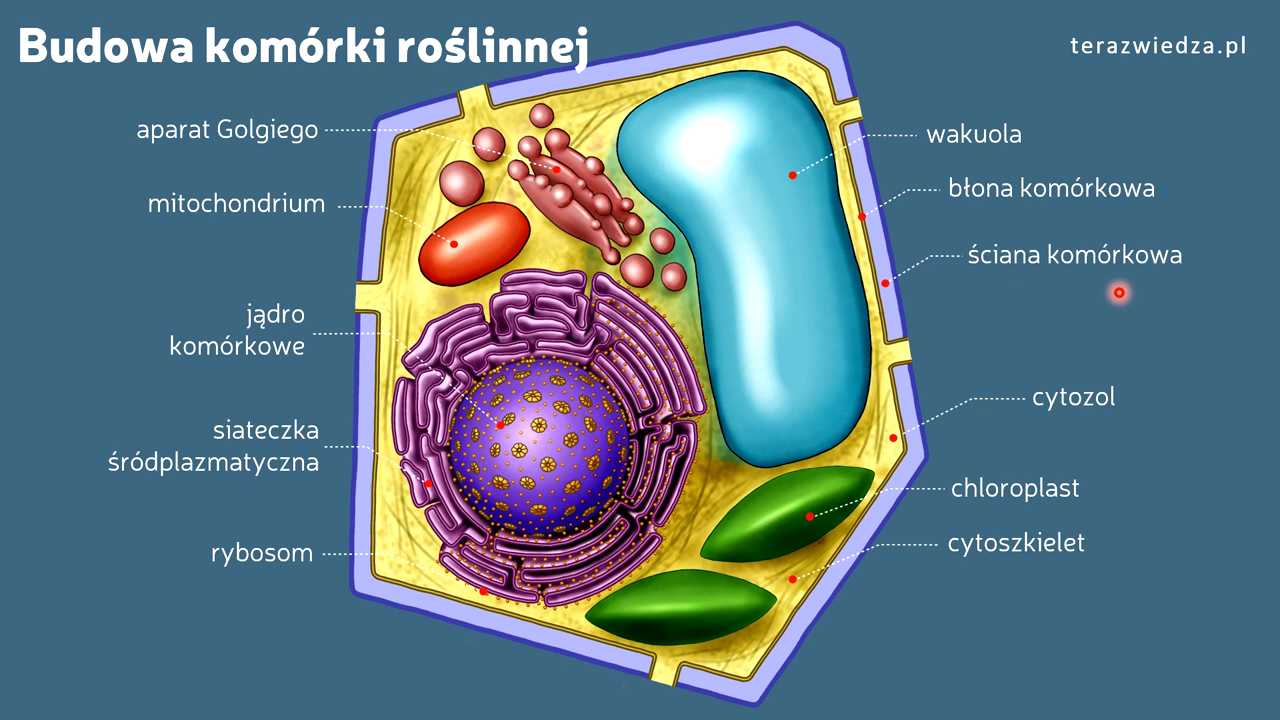 Budowa komórki roślinnej
terazwiedza.pl
aparat Golgiego
mitochondrium
jądro
komórkowe
siateczka
śródplazmatyczna
rybosom
wakuola
błona komórkowa
ściana komórkowa
cytozol
chloroplast
cytoszkielet